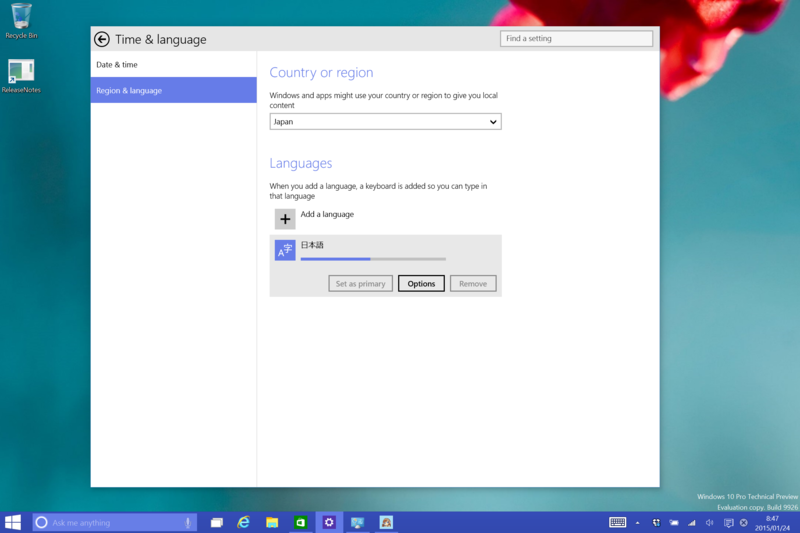 Recycle Bin
ReleaseNotes
Time & language
Find a setting
Date & time
Region & language
Country or region
Windows and apps might use your country or region to give you local
content
Japan
Languages
When you add a language, a keyboard is added so you can type in
that language
Add a language
A字
日本語
Set as primary
Options
Remove
Windows 10 Pro Technical Preview
Evaluation copy. Build 9926
Ask me anything
8:47
2015/01/24